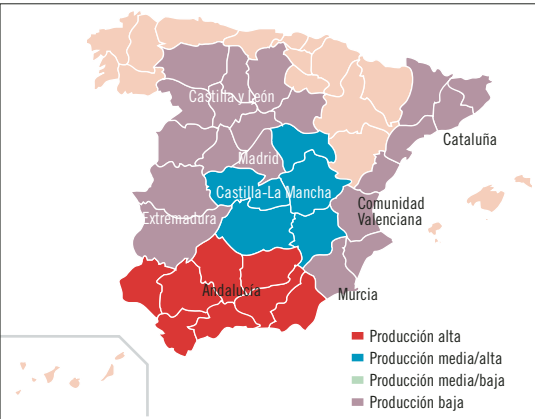 Castilla y León
Cataluña
Madrid
Castilla-La Mancha
Comunidad
Valenciana
Extremadura
Andalucía
Murcia
Producción alta
Producción media/alta
Producción media/baja
Producción baja